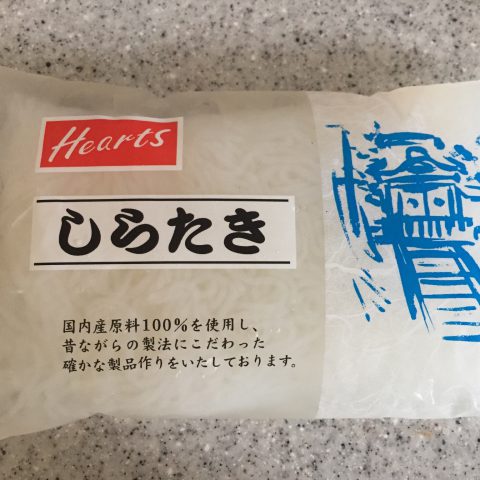 Hearts
しらたき
国内産原料100%を使用し、
昔ながらの製法にこだわった
確かな製品作りをいたしております。